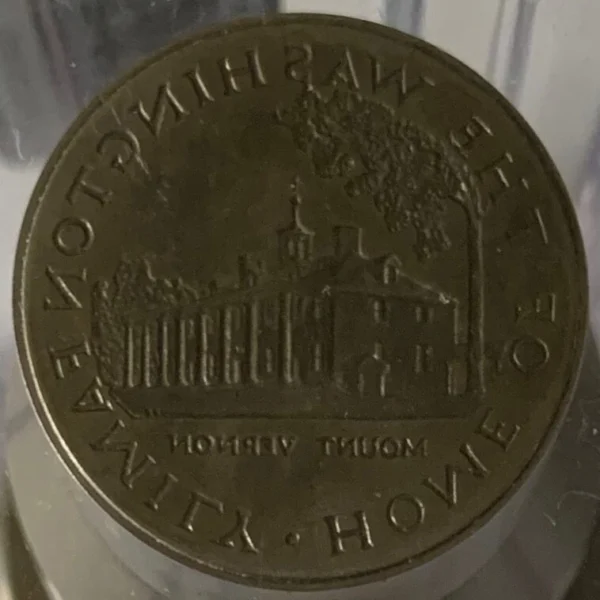 HOME OF THE WASHINGTON FAMILY
MOUNT VERNON